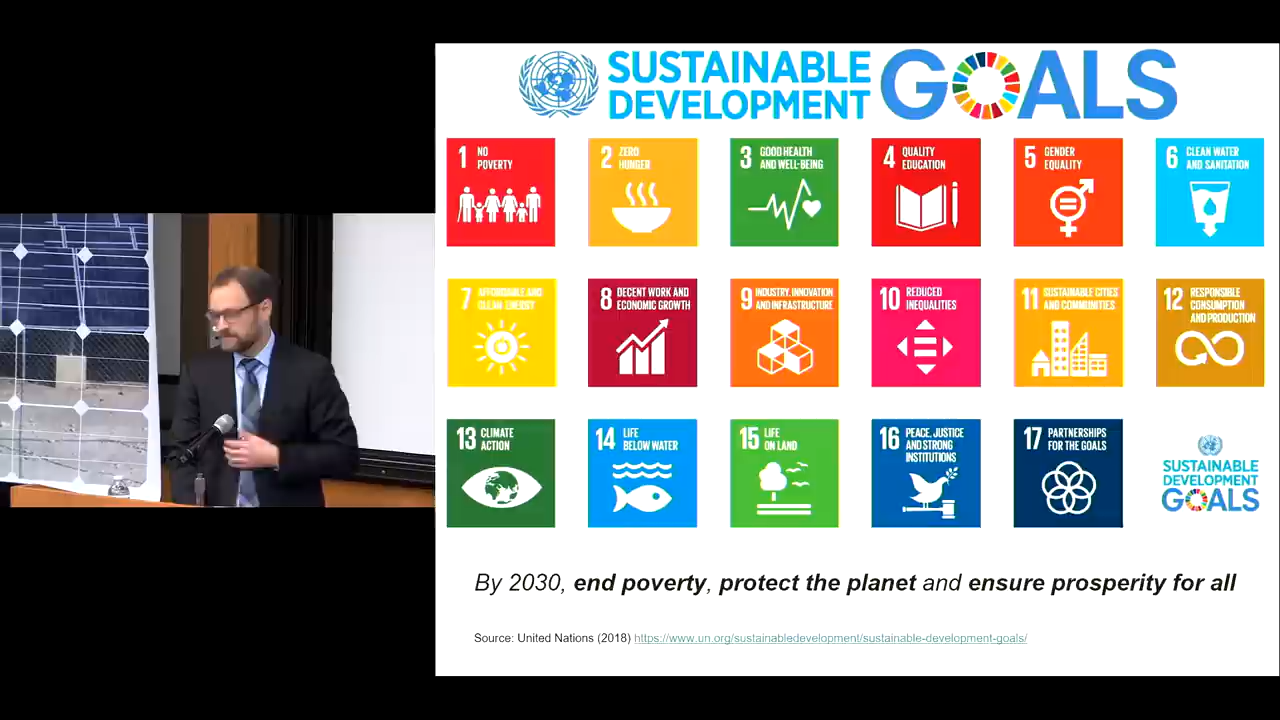 SUSTAINABLE
DEVELOPMENT
GOALS
1 NO
POVERTY
2 ZERO
HUNGER
3 GOOD HEALTH
AND WELL-BEING
4 QUALITY
EDUCATION
5 GENDER
EQUALITY
6 CLEAN WATER
AND SANITATION
7 AFFORDABLE AND
CLEAN ENERGY
8 DECENT WORK AND
ECONOMIC GROWTH
9 INDUSTRY, INNOVATION
AND INFRASTRUCTURE
10 REDUCED
INEQUALITIES
11 SUSTAINABLE CITIES
AND COMMUNITIES
12 RESPONSIBLE
CONSUMPTION
AND PRODUCTION
13 CLIMATE
ACTION
14 LIFE
BELOW WATER
15 LIFE
ON LAND
16 PEACE, JUSTICE
AND STRONG
INSTITUTIONS
17 PARTNERSHIPS
FOR THE GOALS
SUSTAINABLE
DEVELOPMENT
GOALS
By 2030, end poverty, protect the planet and ensure prosperity for all
Source: United Nations (2018) https://www.un.org/sustainabledevelopment/sustainable-development-goals/